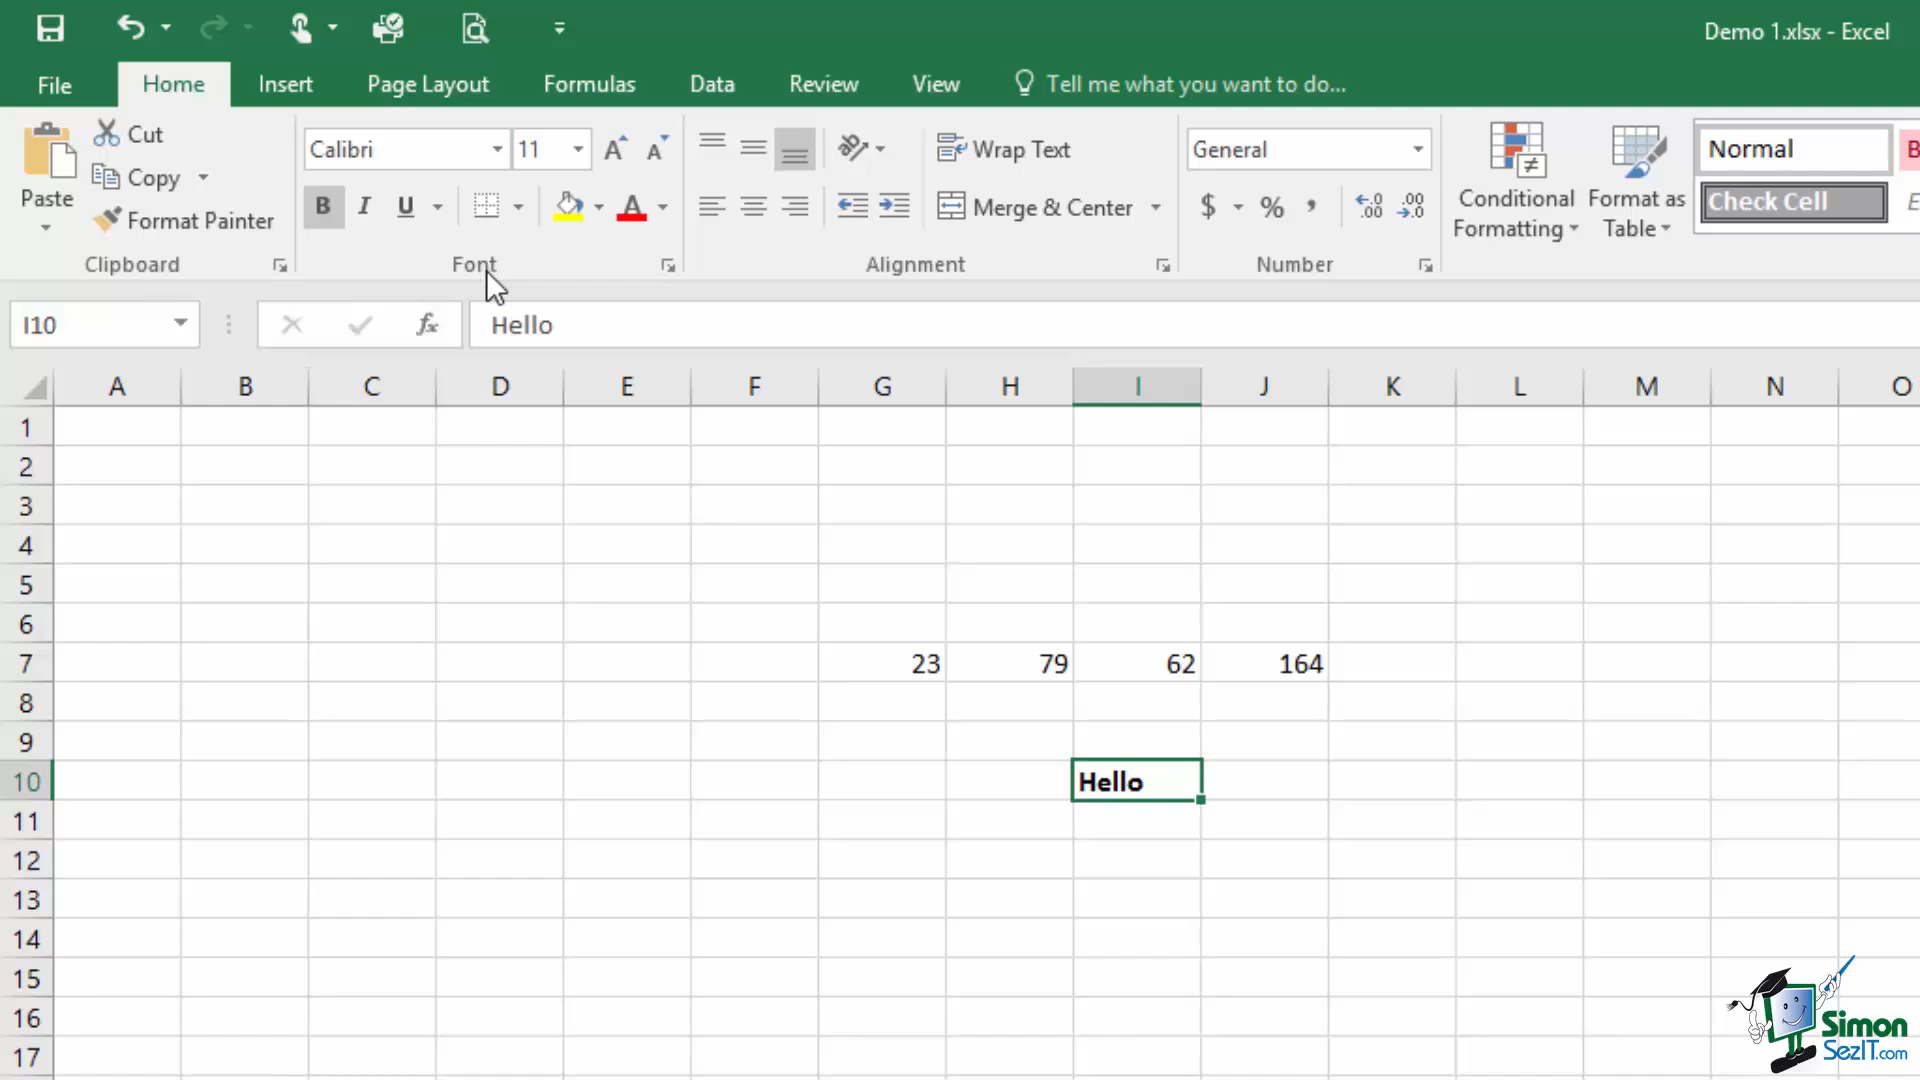 Demo 1.xlsx - Excel
File Home Insert Page Layout Formulas Data Review View Tell me what you want to do...
Paste
Cut
Copy
Format Painter
Clipboard
Calibri 11
B I U
Font
Wrap Text
Merge & Center
Alignment
General
$ % ,
Number
Conditional
Formatting
Format as
Table
Normal
Check Cell
I10 fx Hello
A B C D E F G H I J K L M N O
1
2
3
4
5
6
7 23 79 62 164
8
9
10 Hello
11
12
13
14
15
16
17
Simon
SezIT.com